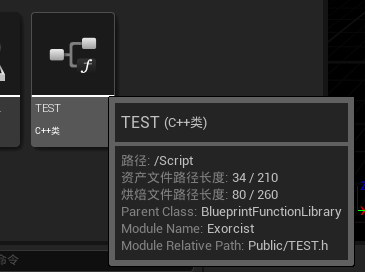 TEST
C++类
TEST (C++类)
路径: /Script
资产文件路径长度: 34 / 210
烘焙文件路径长度: 80 / 260
Parent Class: BlueprintFunctionLibrary
Module Name: Exorcist
Module Relative Path: Public/TEST.h
命令